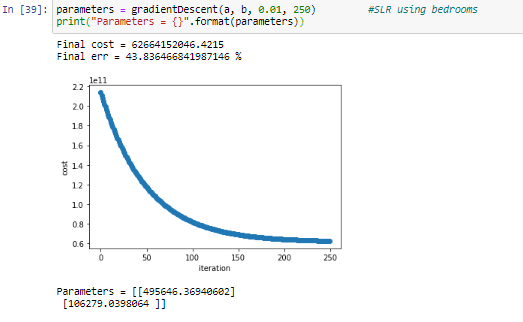 In [39]: parameters = gradientDescent(a, b, 0.01, 250) #SLR using bedrooms
print("Parameters = {}".format(parameters))
Final cost = 62664152046.4215
Final err = 43.836466841987146 %
1e11
2.2
2.0
1.8
1.6
1.4
1.2
1.0
0.8
0.6
cost
0 50 100 150 200 250
iteration
Parameters = [[495646.36940602]
[106279.0398064 ]]